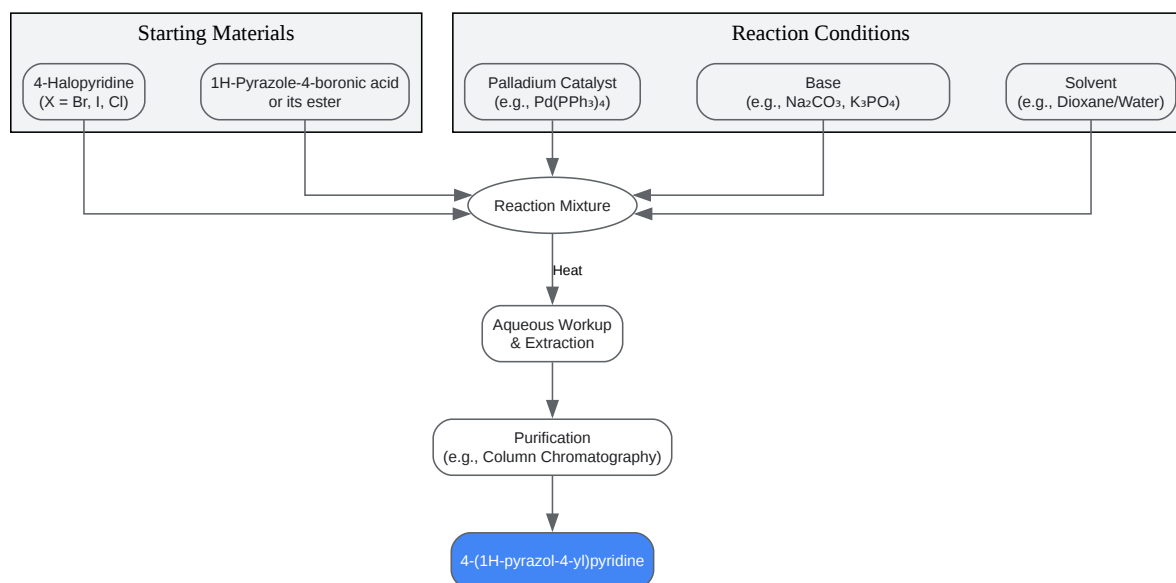 Starting Materials
Reaction Conditions
4-Halopyridine
(X = Br, I, Cl)
1H-Pyrazole-4-boronic acid
or its ester
Palladium Catalyst
(e.g., Pd(PPh₃)₄)
Base
(e.g., Na₂CO₃, K₃PO₄)
Solvent
(e.g., Dioxane/Water)
Reaction Mixture
Heat
Aqueous Workup
& Extraction
Purification
(e.g., Column Chromatography)
4-(1H-pyrazol-4-yl)pyridine